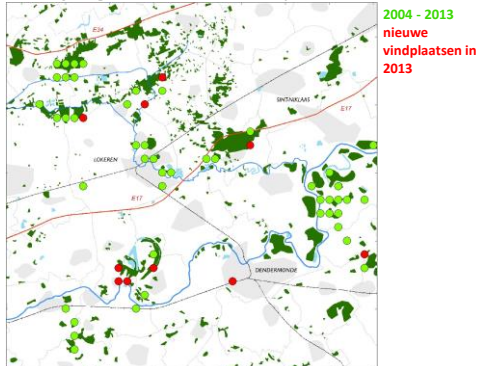 2004 - 2013
nieuwe
vindplaatsen in
2013
E34
SINT-NIKLAAS
E17
LOKEREN
E17
DENDERMONDE